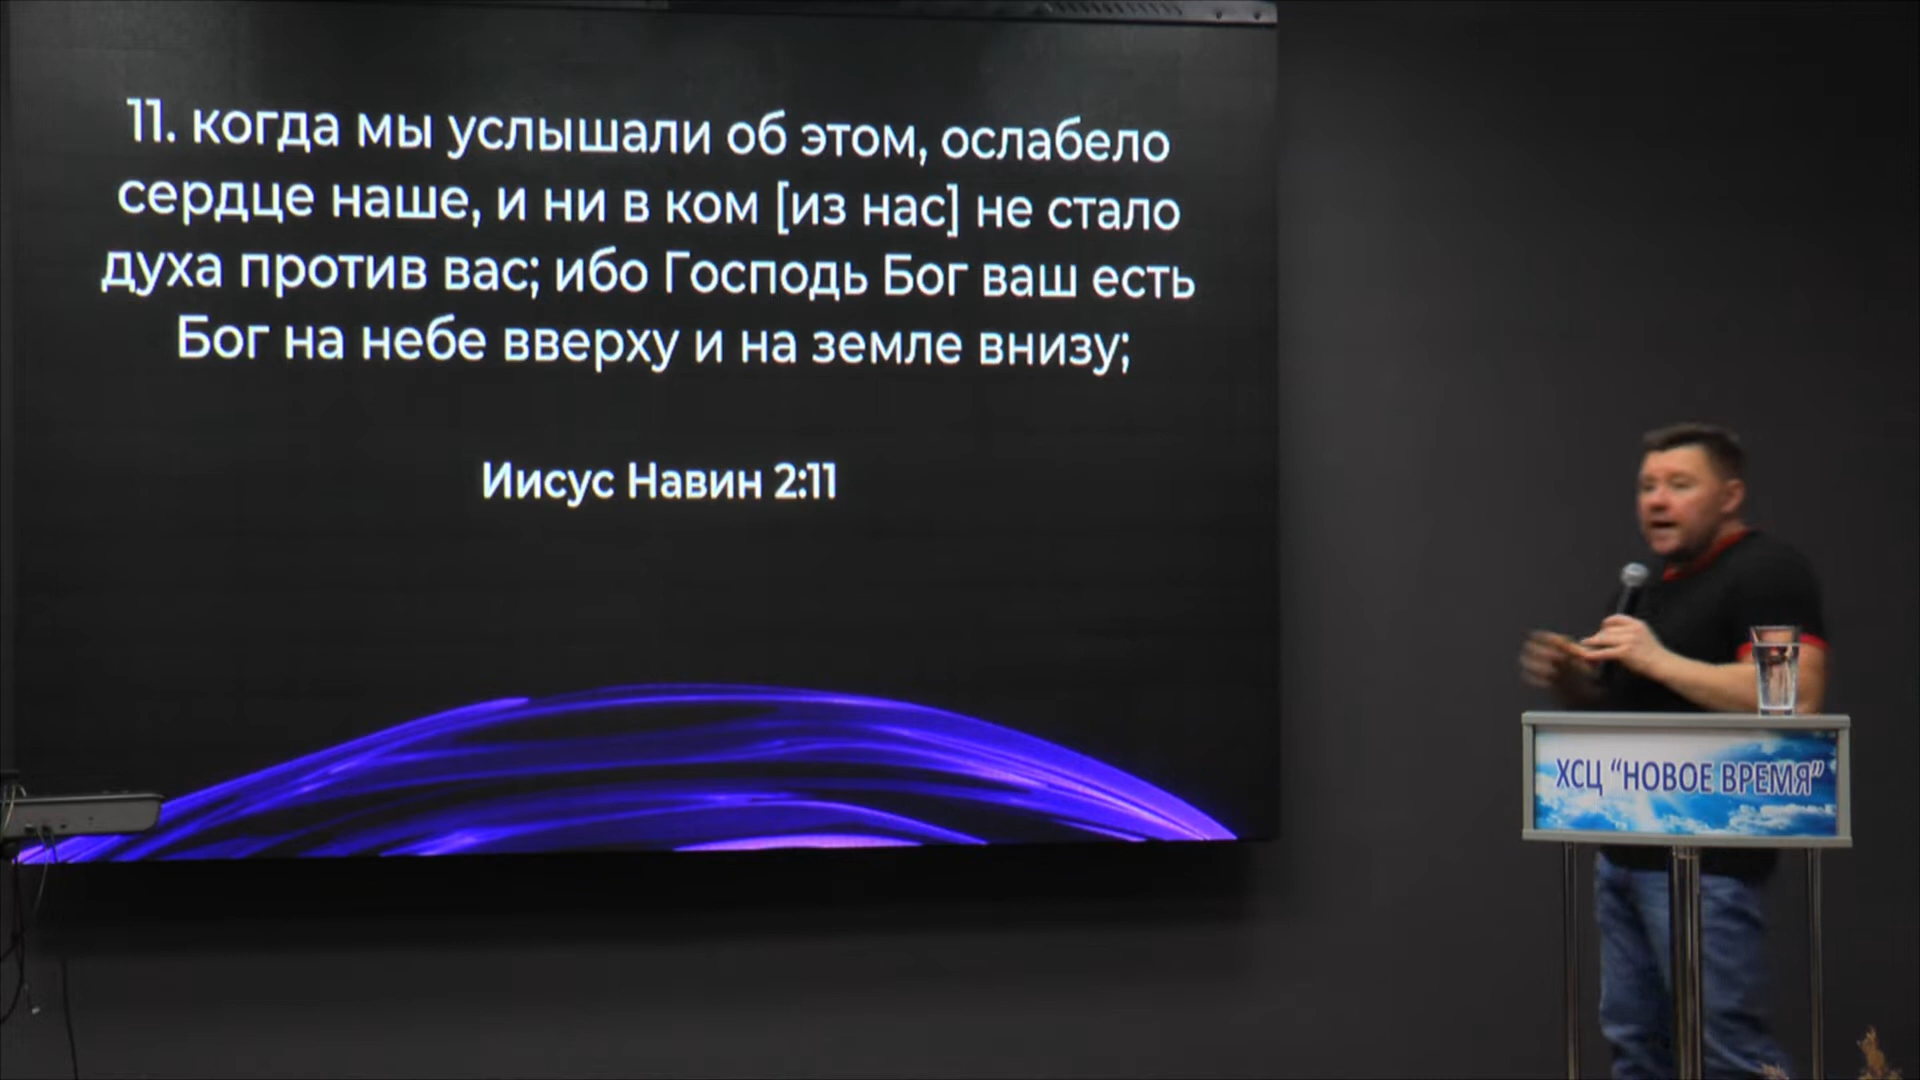 11. когда мы услышали об этом, ослабело
сердце наше, и ни в ком [из нас] не стало
духа против вас; ибо Господь Бог ваш есть
Бог на небе вверху и на земле внизу;
Иисус Навин 2:11
ХСЦ “НОВОЕ ВРЕМЯ”